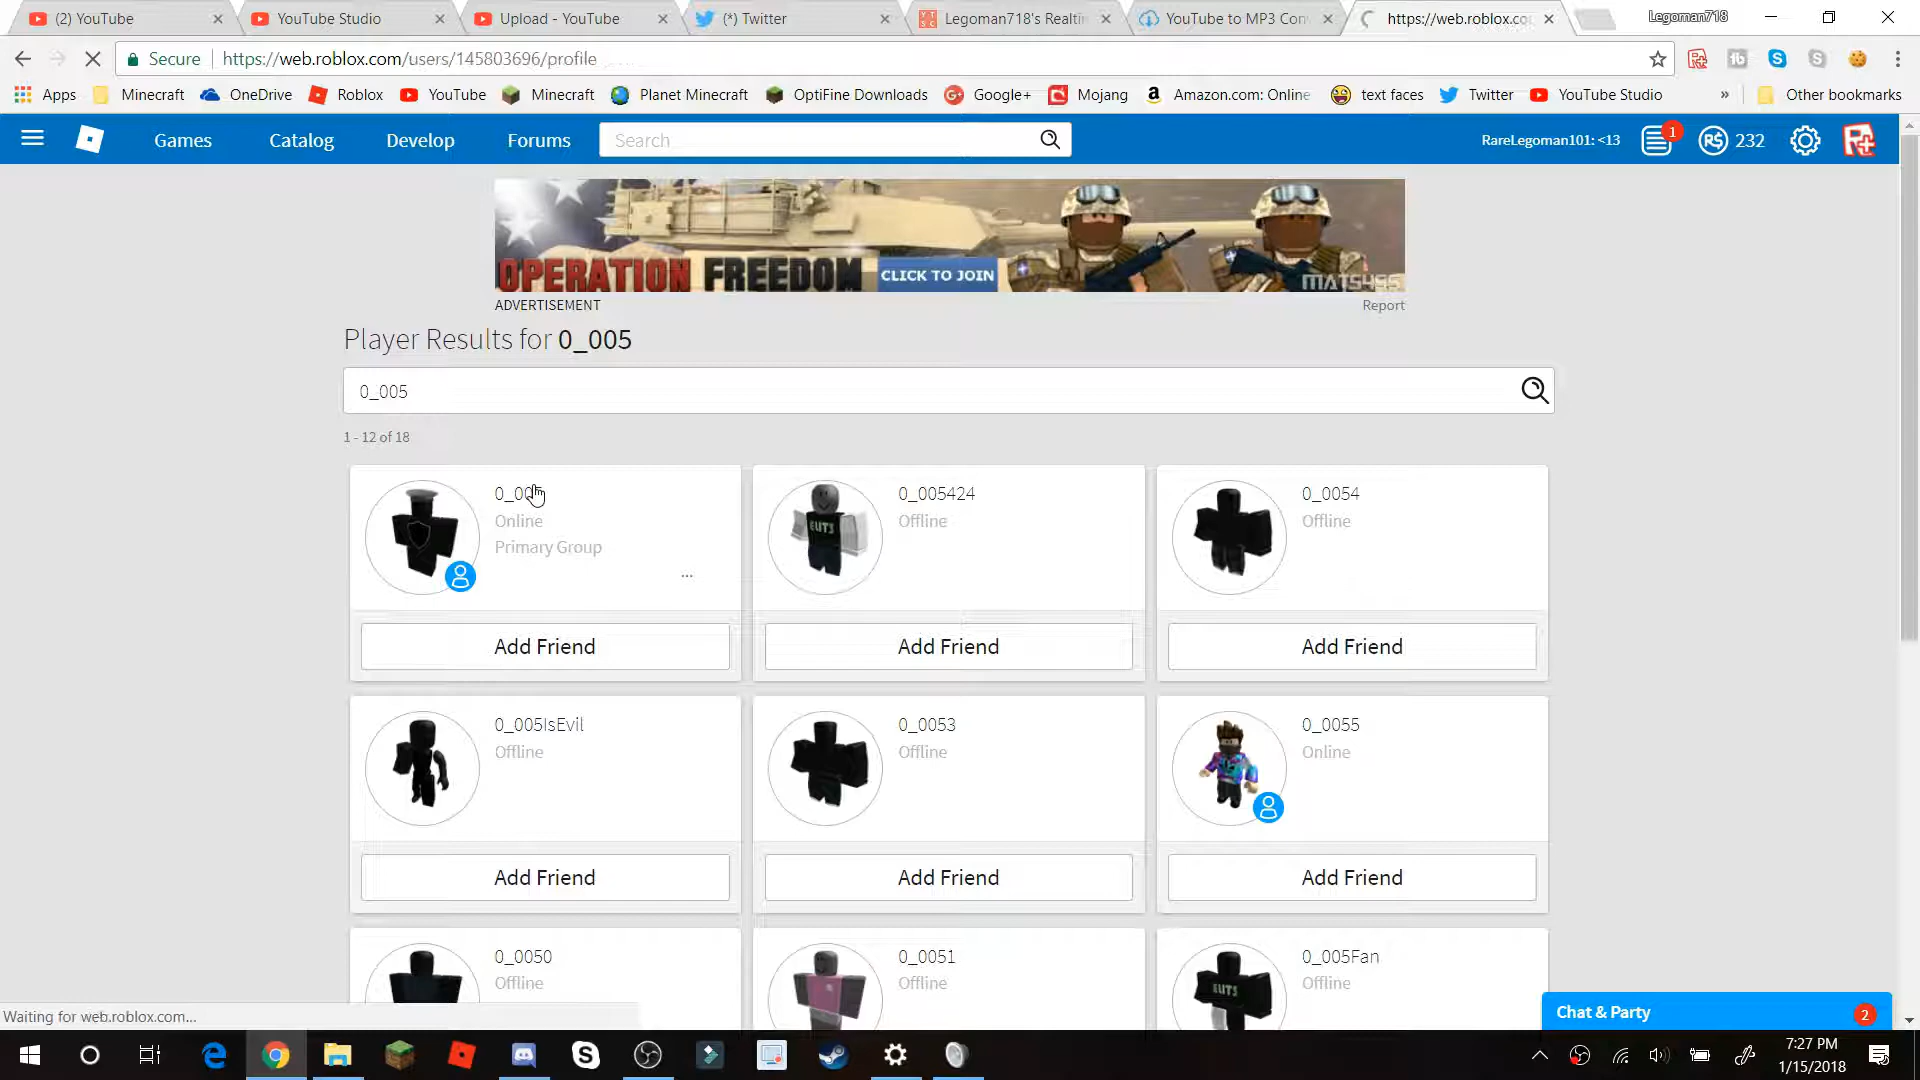 (2) YouTube
YouTube Studio
Upload - YouTube
(*) Twitter
Legoman718's Realti
YouTube to MP3 Con
https://web.roblox.co
Legoman718
Secure
https://web.roblox.com/users/145803696/profile
Apps
Minecraft
OneDrive
Roblox
YouTube
Minecraft
Planet Minecraft
OptiFine Downloads
Google+
Mojang
Amazon.com: Online
text faces
Twitter
YouTube Studio
»
Other bookmarks
Games
Catalog
Develop
Forums
Search
RareLegoman101: <13
1
R$ 232
R+
OPERATION FREEDOM
CLICK TO JOIN
MATS455
ADVERTISEMENT
Report
Player Results for 0_005
0_005
1 - 12 of 18
Online
Primary Group
...
Add Friend
0_005424
Offline
Add Friend
0_0054
Offline
Add Friend
0_005IsEvil
Offline
Add Friend
0_0053
Offline
Add Friend
0_0055
Online
Add Friend
0_0050
Offline
0_0051
Offline
0_005Fan
Offline
Waiting for web.roblox.com...
Chat & Party
2
7:27 PM
1/15/2018